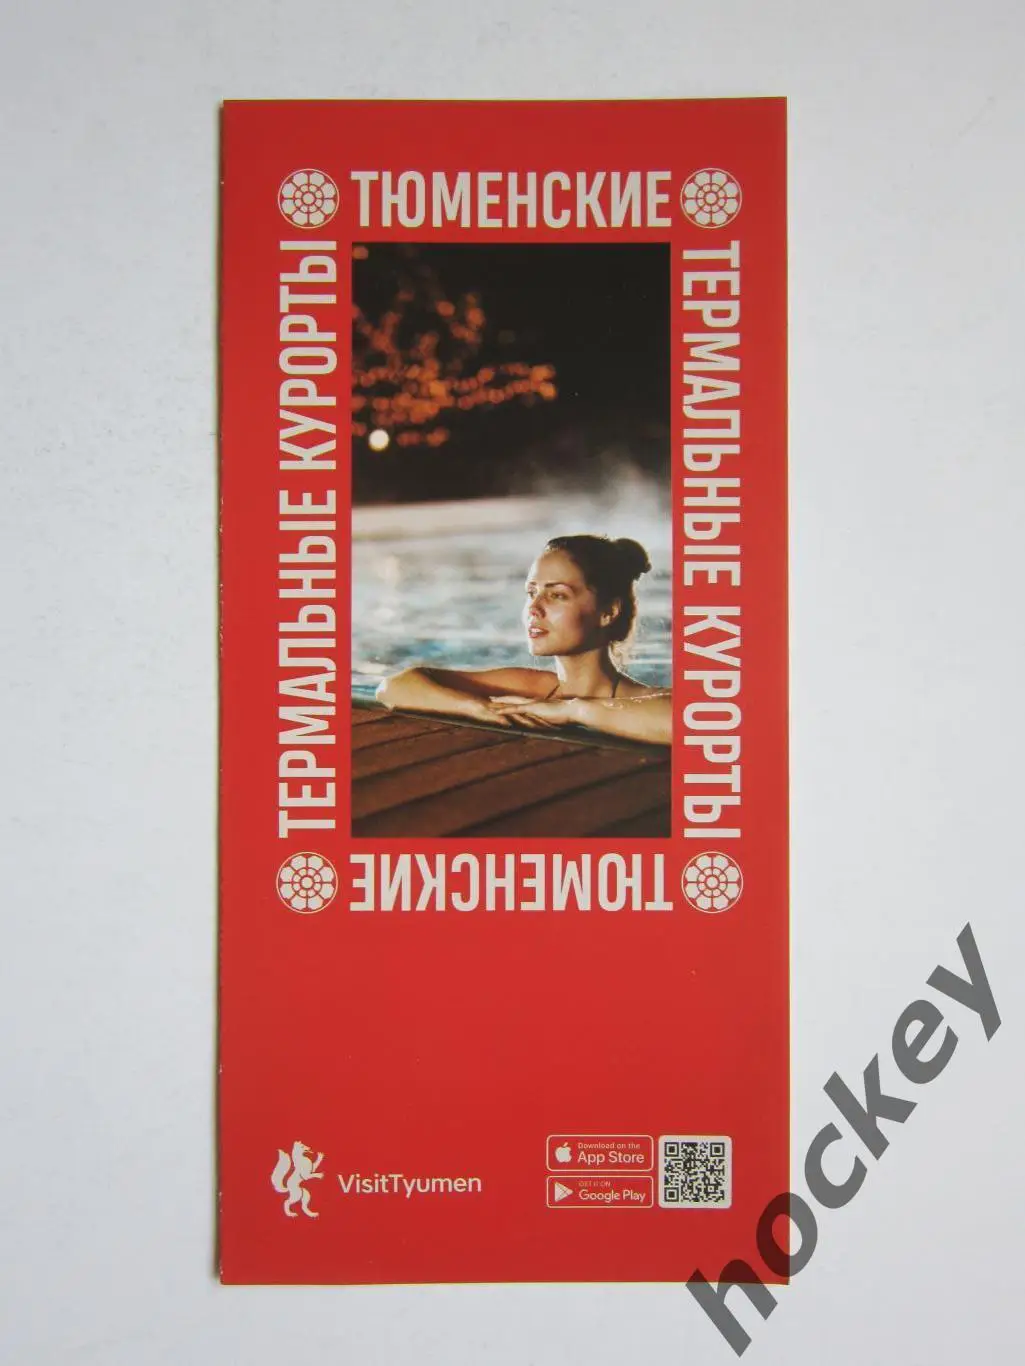 ТЮМЕНСКИЕ
ТЕРМАЛЬНЫЕ КУРОРТЫ
ТЕРМАЛЬНЫЕ КУРОРТЫ
ТЮМЕНСКИЕ
VisitTyumen
Download on the
App Store
GET IT ON
Google Play
hockey